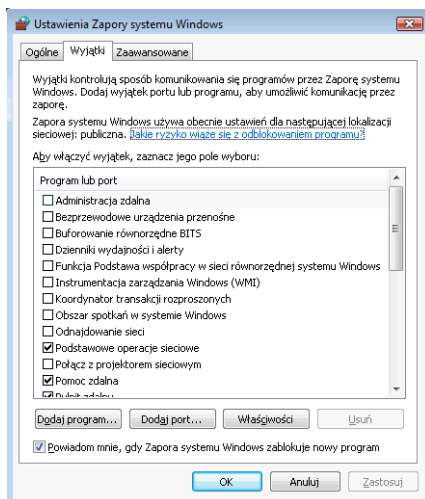 Ustawienia Zapory systemu Windows
Ogólne Wyjątki Zaawansowane
Wyjątki kontrolują sposób komunikowania się programów przez Zaporę systemu
Windows. Dodaj wyjątek portu lub programu, aby umożliwić komunikację przez
zaporę.
Zapora systemu Windows używa obecnie ustawień dla następującej lokalizacji
sieciowej: publiczna. Jakie ryzyko wiąże się z odblokowaniem programu?
Aby włączyć wyjątek, zaznacz jego pole wyboru:
Program lub port
Administracja zdalna
Bezprzewodowe urządzenia przenośne
Buforowanie równorzędne BITS
Dzienniki wydajności i alerty
Funkcja Podstawa współpracy w sieci równorzędnej systemu Windows
Instrumentacja zarządzania Windows (WMI)
Koordynator transakcji rozproszonych
Obszar spotkań w systemie Windows
Odnajdowanie sieci
Podstawowe operacje sieciowe
Połącz z projektorem sieciowym
Pomoc zdalna
Pulpit zdalny
Dodaj program... Dodaj port... Właściwości Usuń
Powiadom mnie, gdy Zapora systemu Windows zablokuje nowy program
OK Anuluj Zastosuj